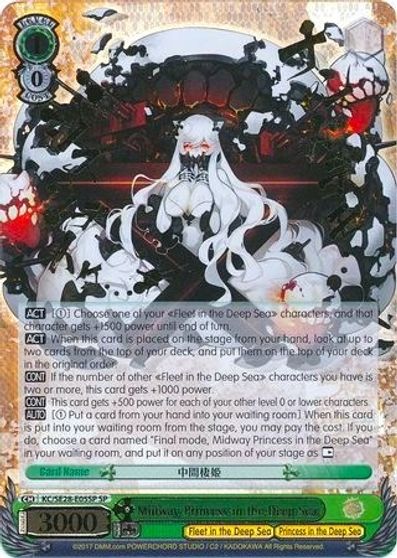 1
0
[ACT] [①] Choose one of your «Fleet in the Deep Sea» characters, and that
character gets +1500 power until end of turn.
[ACT] When this card is placed on the stage from your hand, look at up to
two cards from the top of your deck, and put them on the top of your deck
in the original order.
[CONT] If the number of other «Fleet in the Deep Sea» characters you have is
two or more, this card gets +1000 power.
[CONT] This card gets +500 power for each of your other level 0 or lower characters.
[AUTO] [① Put a card from your hand into your waiting room] When this card is
put into your waiting room from the stage, you may pay the cost. If you
do, choose a card named "Final mode, Midway Princess in the Deep Sea"
in your waiting room, and put it in any position of your stage as
Card Name
中間棲姫
CH
KC/SE28-E05SP SP
3000
Midway Princess in the Deep Sea
Fleet in the Deep Sea
Princess in the Deep Sea
©2017 DMM.com POWERCHORD STUDIO / C2 / KADOKAWA All Rights Reserved.